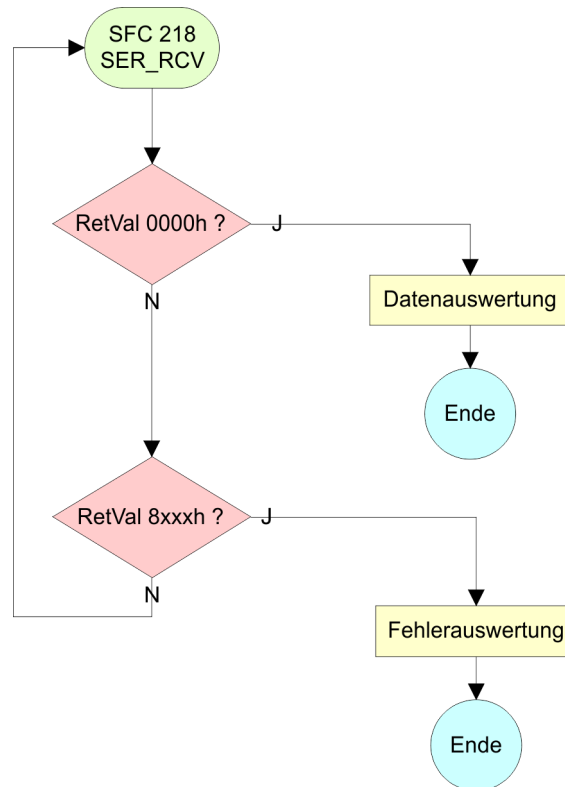 SFC 218
SER_RCV
RetVal 0000h ?
J
N
Datenauswertung
Ende
RetVal 8xxxh ?
J
N
Fehlerauswertung
Ende